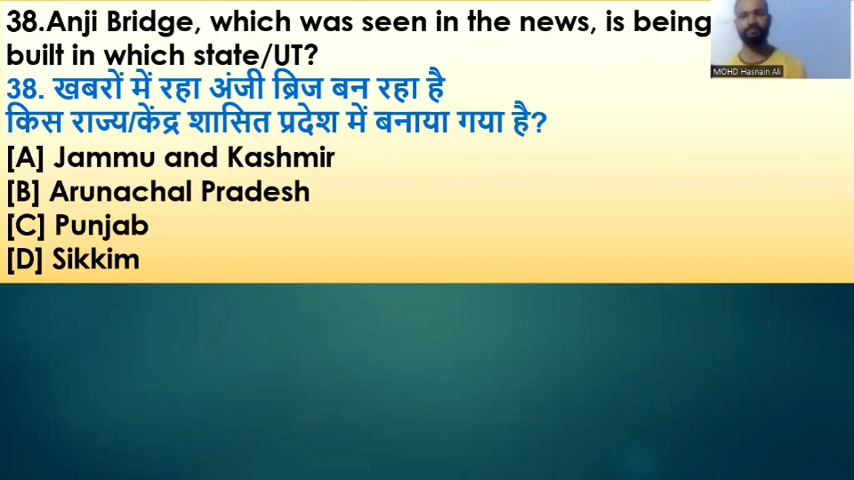 38.Anji Bridge, which was seen in the news, is being
built in which state/UT?
38. खबरों में रहा अंजी ब्रिज बन रहा है
किस राज्य/केंद्र शासित प्रदेश में बनाया गया है?
[A] Jammu and Kashmir
[B] Arunachal Pradesh
[C] Punjab
[D] Sikkim
MOHD Hasnain Ali